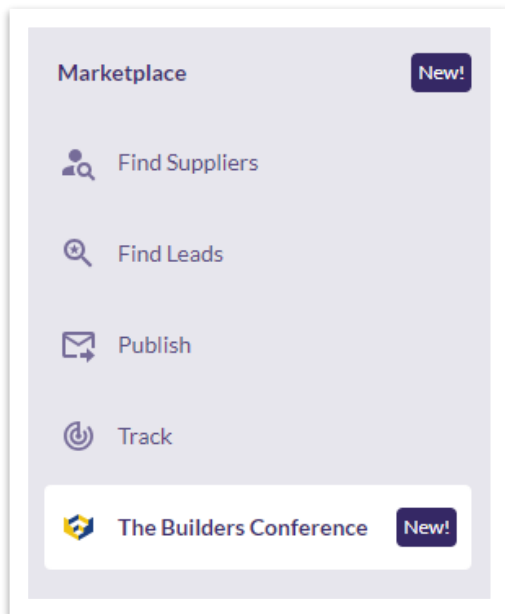 Marketplace New!
Find Suppliers
Find Leads
Publish
Track
The Builders Conference New!